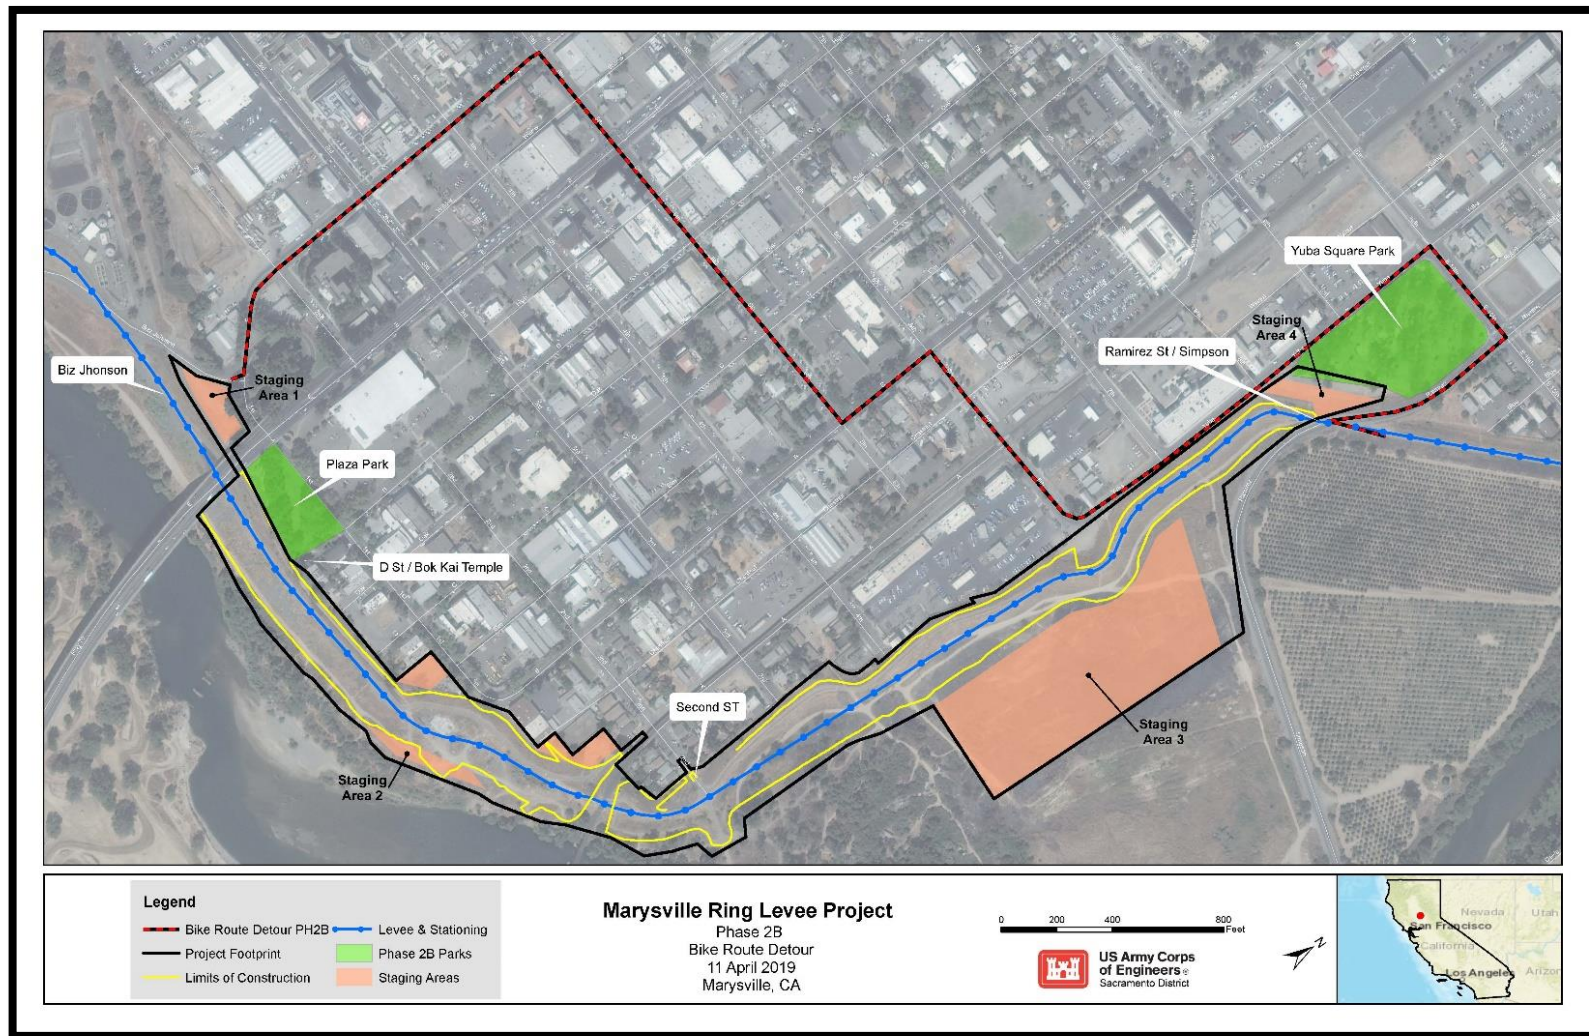 Yuba Square Park
Staging
Area 4
Ramirez St / Simpson
Biz Jhonson
Staging
Area 1
Plaza Park
D St / Bok Kai Temple
Second ST
Staging
Area 3
Staging
Area 2
Legend
Bike Route Detour PH2B
Levee & Stationing
Project Footprint
Phase 2B Parks
Limits of Construction
Staging Areas
Marysville Ring Levee Project
Phase 2B
Bike Route Detour
11 April 2019
Marysville, CA
0 200 400 800
Feet
US Army Corps
of Engineers ®
Sacramento District
N
Nevada
Utah
San Francisco
California
Los Angeles
Arizon